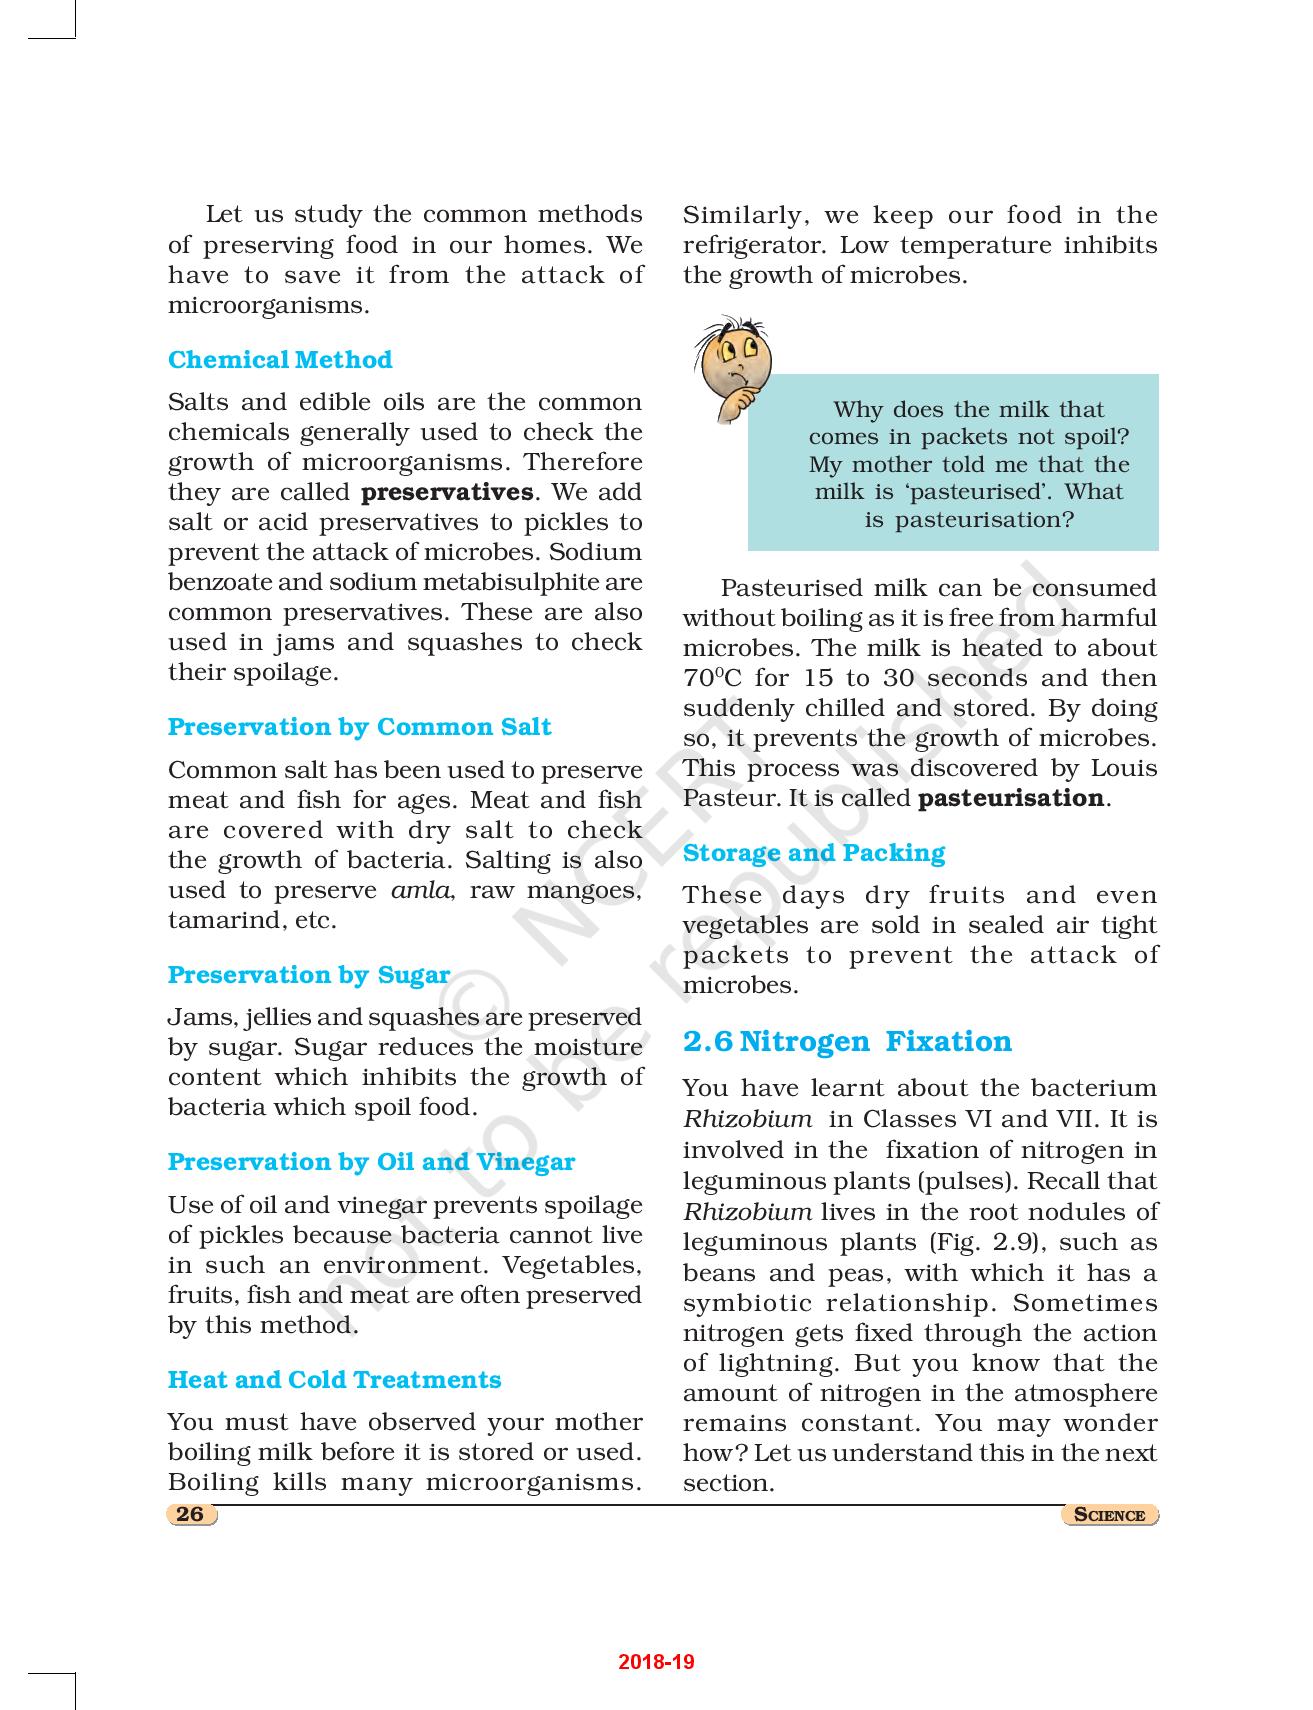 Let us study the common methods
of preserving food in our homes. We
have to save it from the attack of
microorganisms.
Chemical Method
Salts and edible oils are the common
chemicals generally used to check the
growth of microorganisms. Therefore
they are called preservatives. We add
salt or acid preservatives to pickles to
prevent the attack of microbes. Sodium
benzoate and sodium metabisulphite are
common preservatives. These are also
used in jams and squashes to check
their spoilage.
Preservation by Common Salt
Common salt has been used to preserve
meat and fish for ages. Meat and fish
are covered with dry salt to check
the growth of bacteria. Salting is also
used to preserve amla, raw mangoes,
tamarind, etc.
Preservation by Sugar
Jams, jellies and squashes are preserved
by sugar. Sugar reduces the moisture
content which inhibits the growth of
bacteria which spoil food.
Preservation by Oil and Vinegar
Use of oil and vinegar prevents spoilage
of pickles because bacteria cannot live
in such an environment. Vegetables,
fruits, fish and meat are often preserved
by this method.
Heat and Cold Treatments
You must have observed your mother
boiling milk before it is stored or used.
Boiling kills many microorganisms.
Similarly, we keep our food in the
refrigerator. Low temperature inhibits
the growth of microbes.
Why does the milk that
comes in packets not spoil?
My mother told me that the
milk is ‘pasteurised’. What
is pasteurisation?
Pasteurised milk can be consumed
without boiling as it is free from harmful
microbes. The milk is heated to about
70⁰C for 15 to 30 seconds and then
suddenly chilled and stored. By doing
so, it prevents the growth of microbes.
This process was discovered by Louis
Pasteur. It is called pasteurisation.
Storage and Packing
These days dry fruits and even
vegetables are sold in sealed air tight
packets to prevent the attack of
microbes.
2.6 Nitrogen Fixation
You have learnt about the bacterium
Rhizobium in Classes VI and VII. It is
involved in the fixation of nitrogen in
leguminous plants (pulses). Recall that
Rhizobium lives in the root nodules of
leguminous plants (Fig. 2.9), such as
beans and peas, with which it has a
symbiotic relationship. Sometimes
nitrogen gets fixed through the action
of lightning. But you know that the
amount of nitrogen in the atmosphere
remains constant. You may wonder
how? Let us understand this in the next
section.
© NCERT
not to be republished
26
SCIENCE
2018-19